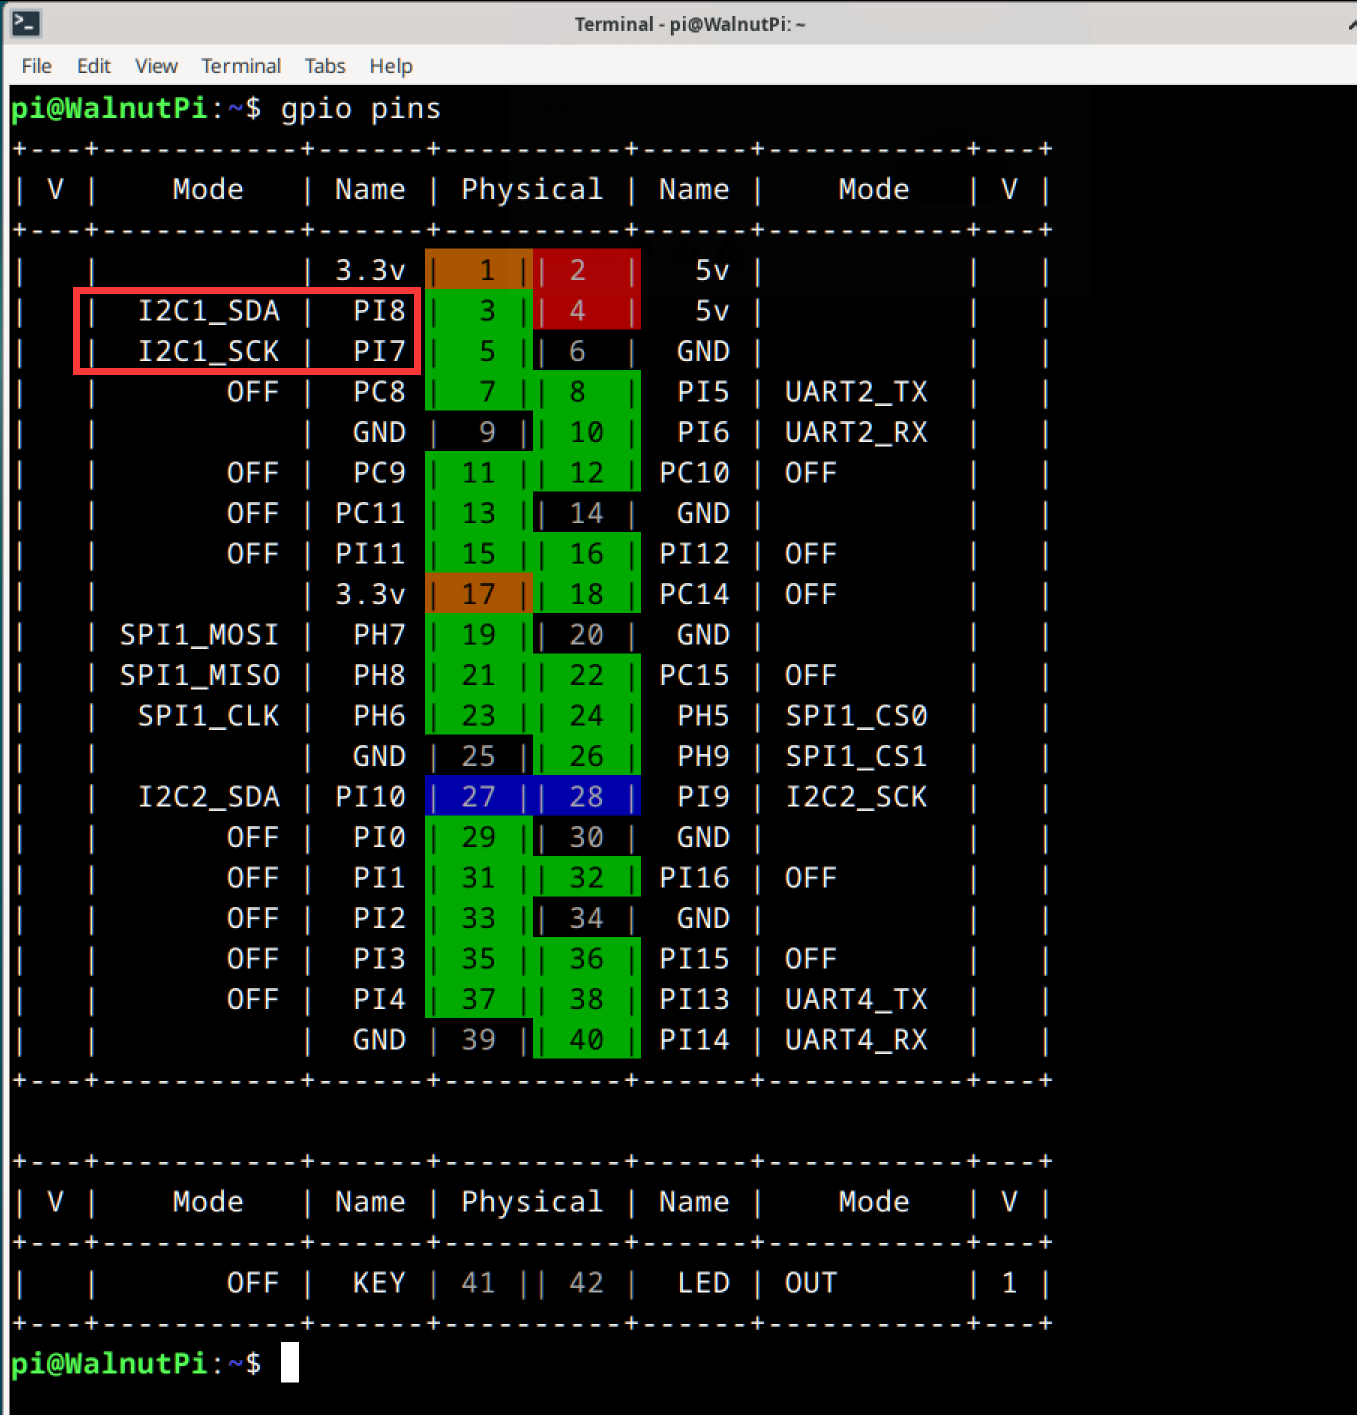 Terminal - pi@WalnutPi: ~
File Edit View Terminal Tabs Help
pi@WalnutPi:~$ gpio pins
+---+-----------+------+----------+------+-----------+---+
| V |    Mode   | Name | Physical | Name |    Mode   | V |
+---+-----------+------+----------+------+-----------+---+
|   |           | 3.3v |  1 || 2  |   5v |           |   |
|   |  I2C1_SDA |  PI8 |  3 || 4  |   5v |           |   |
|   |  I2C1_SCK |  PI7 |  5 || 6  |  GND |           |   |
|   |       OFF |  PC8 |  7 || 8  |  PI5 | UART2_TX  |   |
|   |           |  GND |  9 || 10 |  PI6 | UART2_RX  |   |
|   |       OFF |  PC9 | 11 || 12 | PC10 | OFF       |   |
|   |       OFF | PC11 | 13 || 14 |  GND |           |   |
|   |       OFF | PI11 | 15 || 16 | PI12 | OFF       |   |
|   |           | 3.3v | 17 || 18 | PC14 | OFF       |   |
|   | SPI1_MOSI |  PH7 | 19 || 20 |  GND |           |   |
|   | SPI1_MISO |  PH8 | 21 || 22 | PC15 | OFF       |   |
|   |  SPI1_CLK |  PH6 | 23 || 24 |  PH5 | SPI1_CS0  |   |
|   |           |  GND | 25 || 26 |  PH9 | SPI1_CS1  |   |
|   |  I2C2_SDA | PI10 | 27 || 28 |  PI9 | I2C2_SCK  |   |
|   |       OFF |  PI0 | 29 || 30 |  GND |           |   |
|   |       OFF |  PI1 | 31 || 32 | PI16 | OFF       |   |
|   |       OFF |  PI2 | 33 || 34 |  GND |           |   |
|   |       OFF |  PI3 | 35 || 36 | PI15 | OFF       |   |
|   |       OFF |  PI4 | 37 || 38 | PI13 | UART4_TX  |   |
|   |           |  GND | 39 || 40 | PI14 | UART4_RX  |   |
+---+-----------+------+----------+------+-----------+---+
+---+-----------+------+----------+------+-----------+---+
| V |    Mode   | Name | Physical | Name |    Mode   | V |
+---+-----------+------+----------+------+-----------+---+
|   |       OFF |  KEY | 41 || 42 |  LED | OUT       | 1 |
+---+-----------+------+----------+------+-----------+---+
pi@WalnutPi:~$